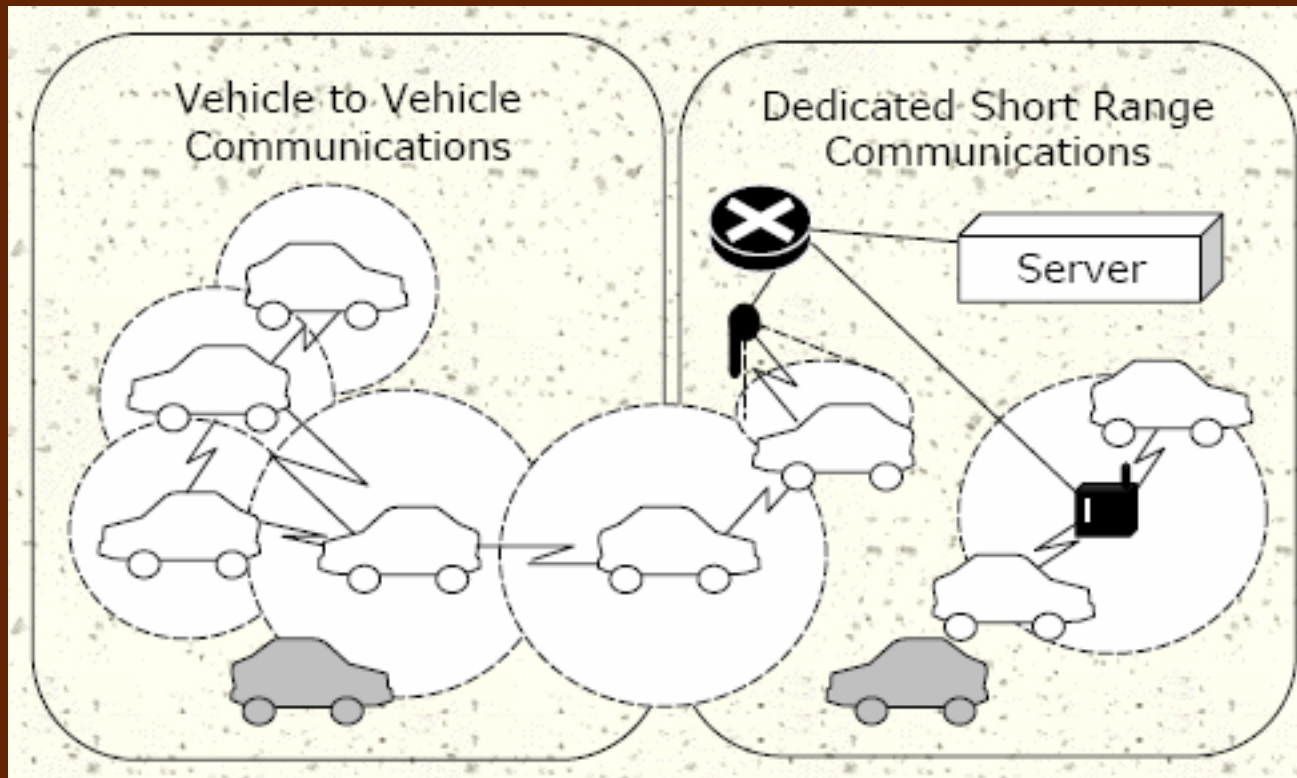 Vehicle to Vehicle
Communications
Dedicated Short Range
Communications
Server